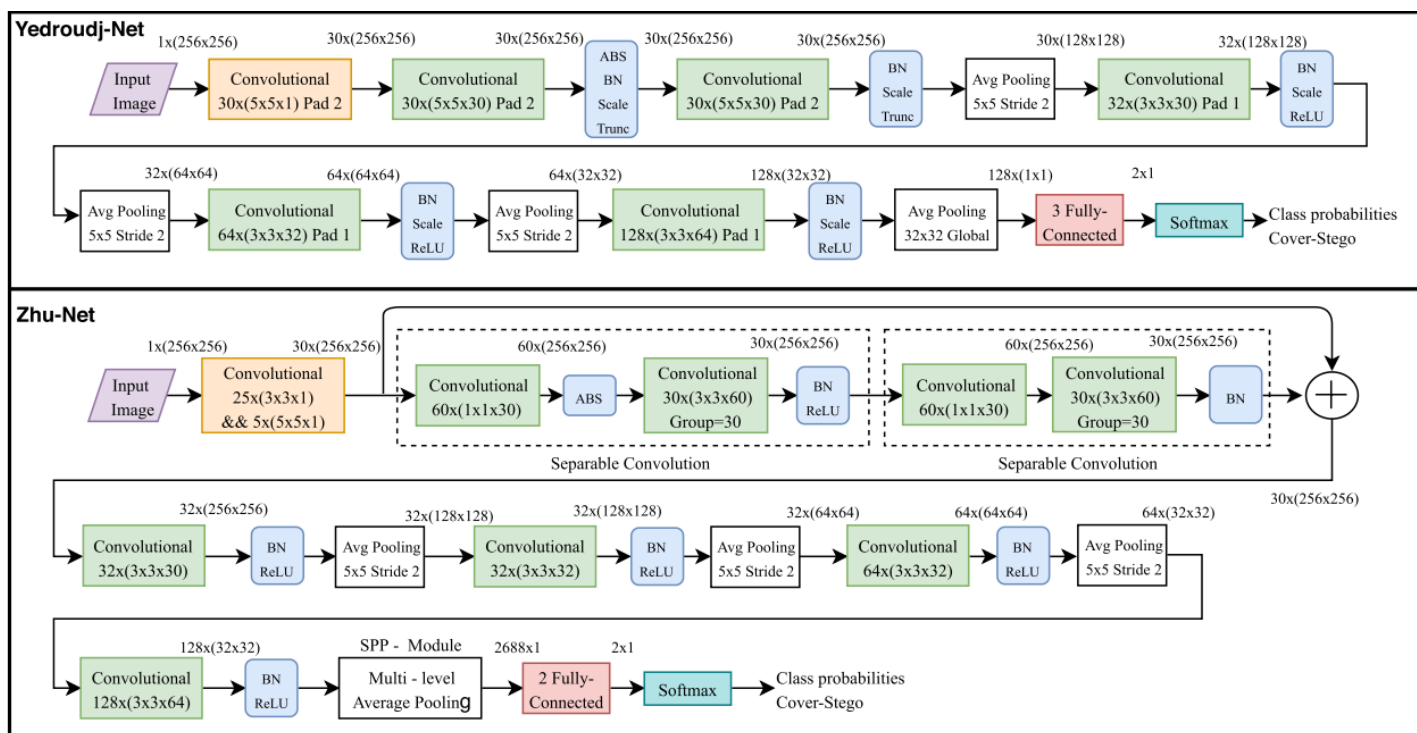 Yedroudj-Net
1x(256x256)
30x(256x256)
30x(256x256)
30x(256x256)
30x(256x256)
30x(128x128)
32x(128x128)
Input
Image
Convolutional
30x(5x5x1) Pad 2
Convolutional
30x(5x5x30) Pad 2
ABS
BN
Scale
Trunc
Convolutional
30x(5x5x30) Pad 2
BN
Scale
Trunc
Avg Pooling
5x5 Stride 2
Convolutional
32x(3x3x30) Pad 1
BN
Scale
ReLU
32x(64x64)
64x(64x64)
64x(32x32)
128x(32x32)
128x(1x1)
2x1
Avg Pooling
5x5 Stride 2
Convolutional
64x(3x3x32) Pad 1
BN
Scale
ReLU
Avg Pooling
5x5 Stride 2
Convolutional
128x(3x3x64) Pad 1
BN
Scale
ReLU
Avg Pooling
32x32 Global
3 Fully-
Connected
Softmax
Class probabilities
Cover-Stego
Zhu-Net
1x(256x256)
30x(256x256)
60x(256x256)
30x(256x256)
60x(256x256)
30x(256x256)
Input
Image
Convolutional
25x(3x3x1)
&& 5x(5x5x1)
Convolutional
60x(1x1x30)
ABS
Convolutional
30x(3x3x60)
Group=30
BN
ReLU
Convolutional
60x(1x1x30)
Convolutional
30x(3x3x60)
Group=30
BN
Separable Convolution
Separable Convolution
30x(256x256)
32x(256x256)
32x(128x128)
32x(128x128)
32x(64x64)
64x(64x64)
64x(32x32)
Convolutional
32x(3x3x30)
BN
ReLU
Avg Pooling
5x5 Stride 2
Convolutional
32x(3x3x32)
BN
ReLU
Avg Pooling
5x5 Stride 2
Convolutional
64x(3x3x32)
BN
ReLU
Avg Pooling
5x5 Stride 2
128x(32x32)
SPP - Module
2688x1
2x1
Convolutional
128x(3x3x64)
BN
ReLU
Multi - level
Average Pooling
2 Fully-
Connected
Softmax
Class probabilities
Cover-Stego